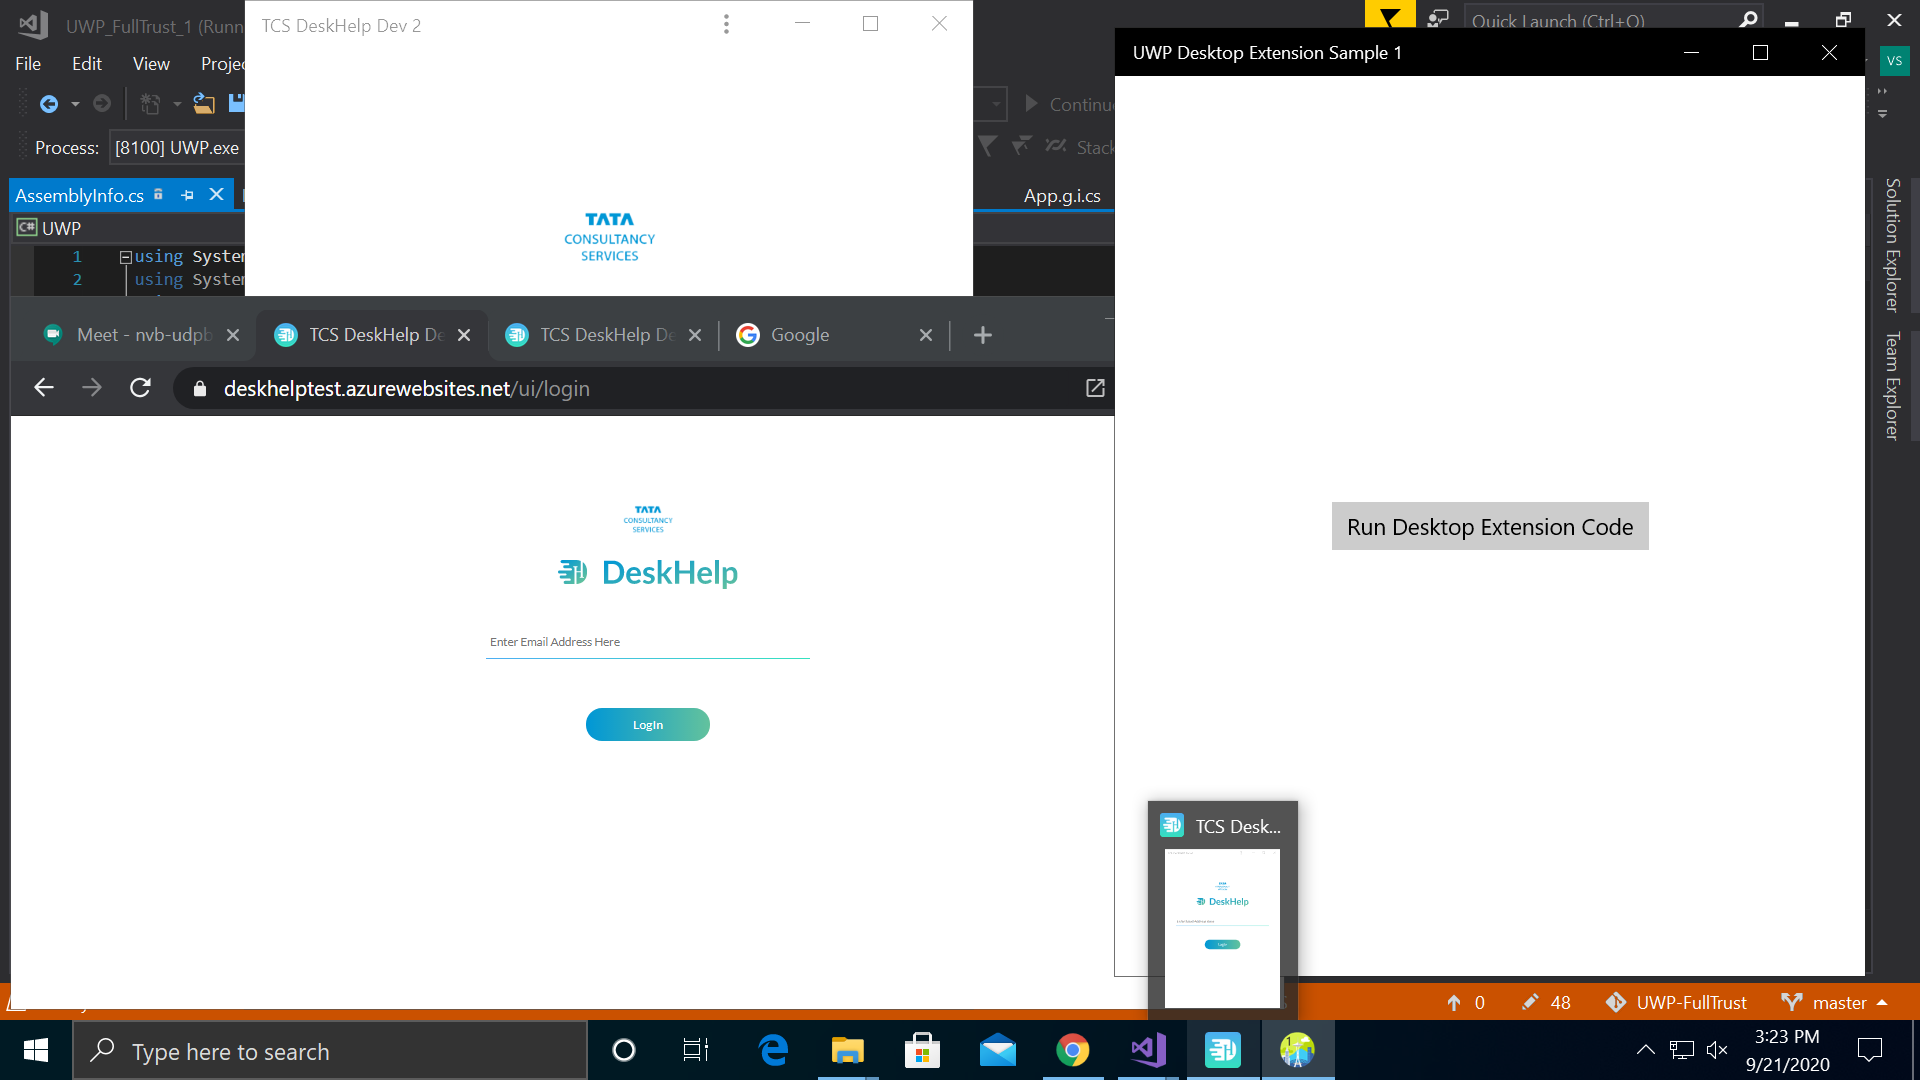 UWP_FullTrust_1 (Runn
TCS DeskHelp Dev 2
Quick Launch (Ctrl+Q)
File Edit View Projec
VS
UWP Desktop Extension Sample 1
Continu
Process: [8100] UWP.exe
Stack
AssemblyInfo.cs
App.g.i.cs
C# UWP
1 using System
2 using System
TATA
CONSULTANCY
SERVICES
Solution Explorer
Team Explorer
Meet - nvb-udpb
TCS DeskHelp De
TCS DeskHelp De
Google
deskhelptest.azurewebsites.net/ui/login
TATA
CONSULTANCY
SERVICES
DeskHelp
Enter Email Address Here
LogIn
Run Desktop Extension Code
TCS Desk...
TATA
DeskHelp
0 48 UWP-FullTrust master
Type here to search
3:23 PM
9/21/2020